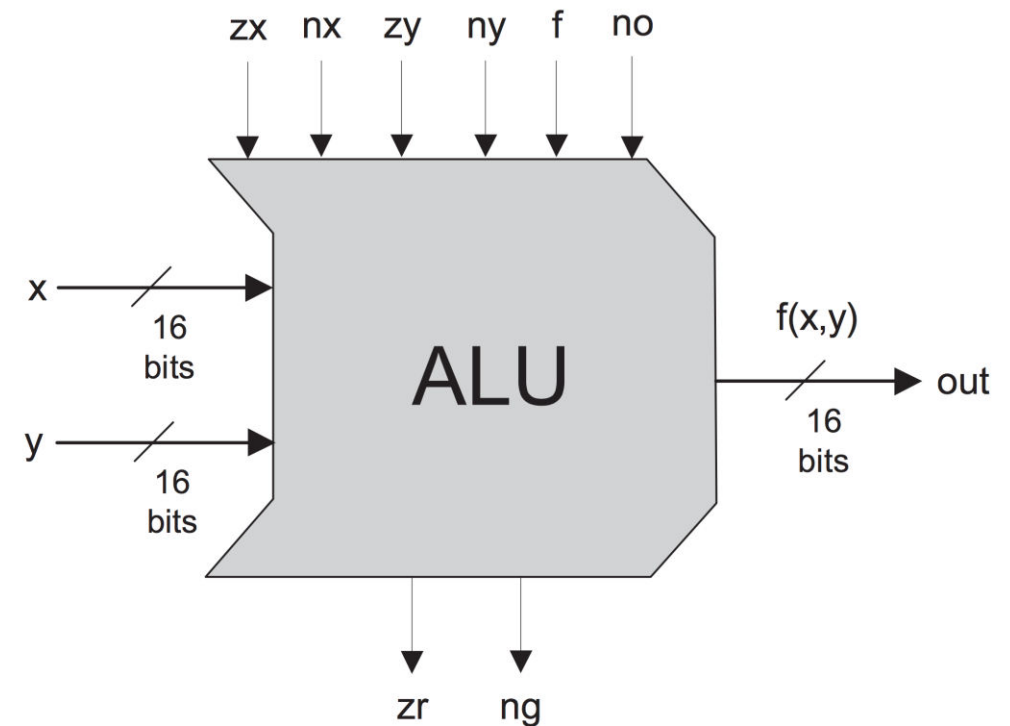 zx nx zy ny f no
x
16
bits
y
16
bits
ALU
f(x,y)
16
bits
out
zr ng